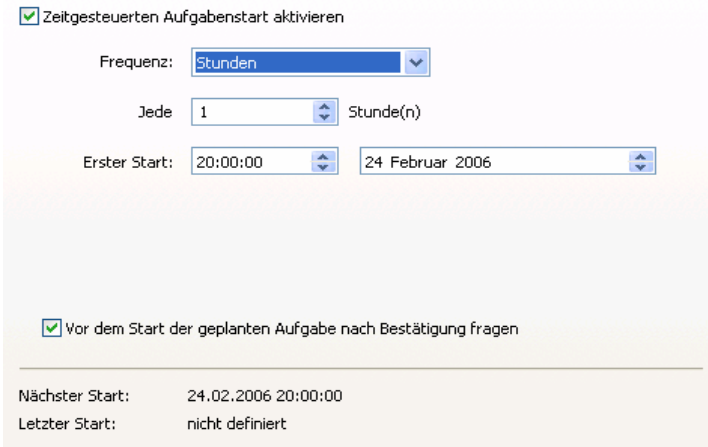 Zeitgesteuerten Aufgabenstart aktivieren
Frequenz: Stunden
Jede 1 Stunde(n)
Erster Start: 20:00:00 24 Februar 2006
Vor dem Start der geplanten Aufgabe nach Bestätigung fragen
Nächster Start: 24.02.2006 20:00:00
Letzter Start: nicht definiert